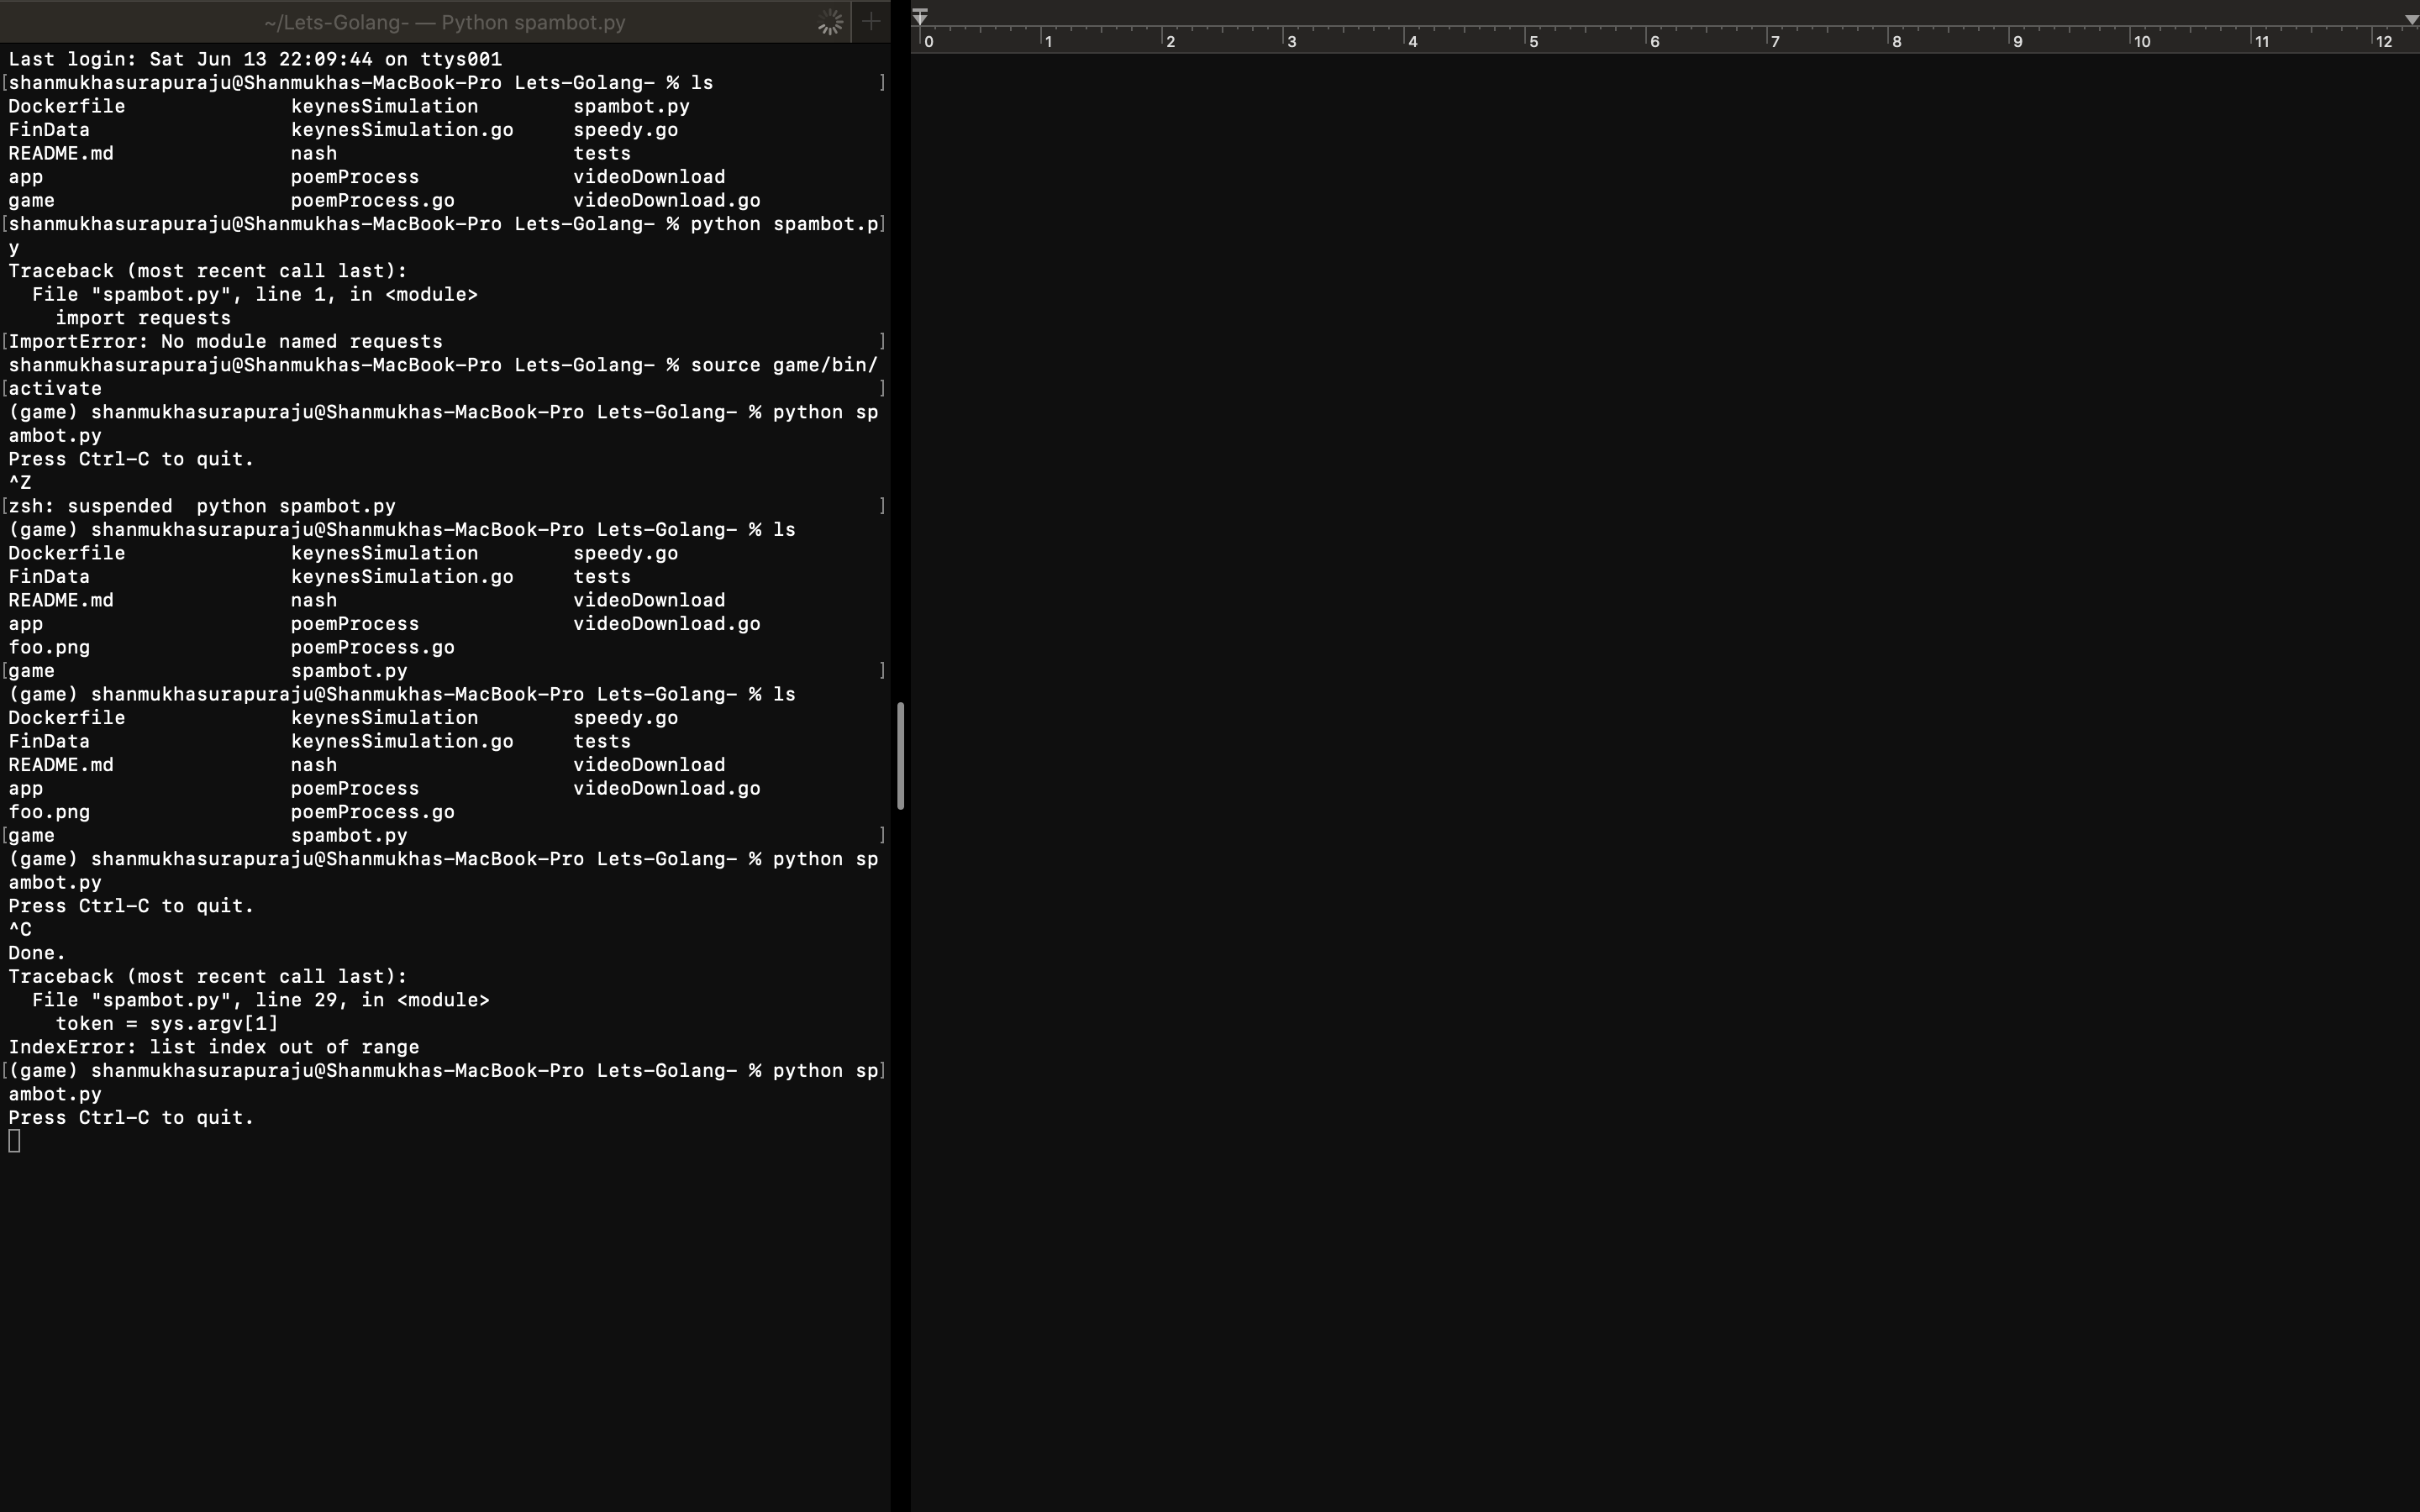 ~/Lets-Golang- — Python spambot.py
0 1 2 3 4 5 6 7 8 9 10 11 12
Last login: Sat Jun 13 22:09:44 on ttys001
[shanmukhasurapuraju@Shanmukhas-MacBook-Pro Lets-Golang- % ls ]
Dockerfile keynesSimulation spambot.py
FinData keynesSimulation.go speedy.go
README.md nash tests
app poemProcess videoDownload
game poemProcess.go videoDownload.go
[shanmukhasurapuraju@Shanmukhas-MacBook-Pro Lets-Golang- % python spambot.p]
y
Traceback (most recent call last):
File "spambot.py", line 1, in <module>
import requests
[ImportError: No module named requests ]
shanmukhasurapuraju@Shanmukhas-MacBook-Pro Lets-Golang- % source game/bin/
[activate ]
(game) shanmukhasurapuraju@Shanmukhas-MacBook-Pro Lets-Golang- % python sp
ambot.py
Press Ctrl-C to quit.
^Z
[zsh: suspended python spambot.py ]
(game) shanmukhasurapuraju@Shanmukhas-MacBook-Pro Lets-Golang- % ls
Dockerfile keynesSimulation speedy.go
FinData keynesSimulation.go tests
README.md nash videoDownload
app poemProcess videoDownload.go
foo.png poemProcess.go
[game spambot.py ]
(game) shanmukhasurapuraju@Shanmukhas-MacBook-Pro Lets-Golang- % ls
Dockerfile keynesSimulation speedy.go
FinData keynesSimulation.go tests
README.md nash videoDownload
app poemProcess videoDownload.go
foo.png poemProcess.go
[game spambot.py ]
(game) shanmukhasurapuraju@Shanmukhas-MacBook-Pro Lets-Golang- % python sp
ambot.py
Press Ctrl-C to quit.
^C
Done.
Traceback (most recent call last):
File "spambot.py", line 29, in <module>
token = sys.argv[1]
IndexError: list index out of range
[(game) shanmukhasurapuraju@Shanmukhas-MacBook-Pro Lets-Golang- % python sp]
ambot.py
Press Ctrl-C to quit.